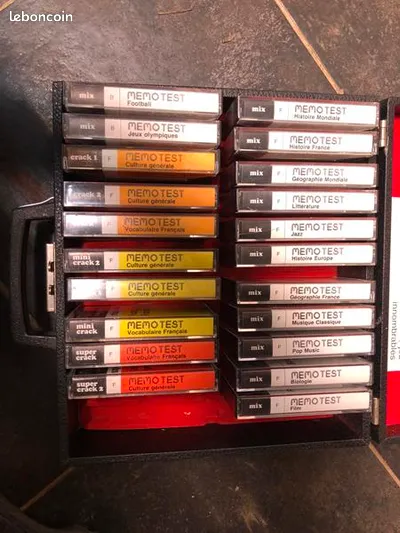 leboncoin
mix F MEMOTEST
Football
mix F MEMOTEST
Jeux olympiques
crack 1 F MEMOTEST
Culture générale
crack 2 F MEMOTEST
Culture générale
F MEMOTEST
Vocabulaire Français
mini crack 2 F MEMOTEST
Culture générale
F MEMOTEST
Culture générale
mini crack F MEMOTEST
Vocabulaire Français
super crack F MEMOTEST
Vocabulaire Français
super crack 2 F MEMOTEST
Culture générale
mix F MEMOTEST
Histoire Mondiale
mix F MEMOTEST
Histoire France
mix F MEMOTEST
Géographie Mondiale
mix F MEMOTEST
Littérature
mix F MEMOTEST
Jazz
mix F MEMOTEST
Histoire Europe
mix F MEMOTEST
Géographie France
mix F MEMOTEST
Musique Classique
mix F MEMOTEST
Pop Music
mix F MEMOTEST
Biologie
mix F MEMOTEST
Film
innombrables